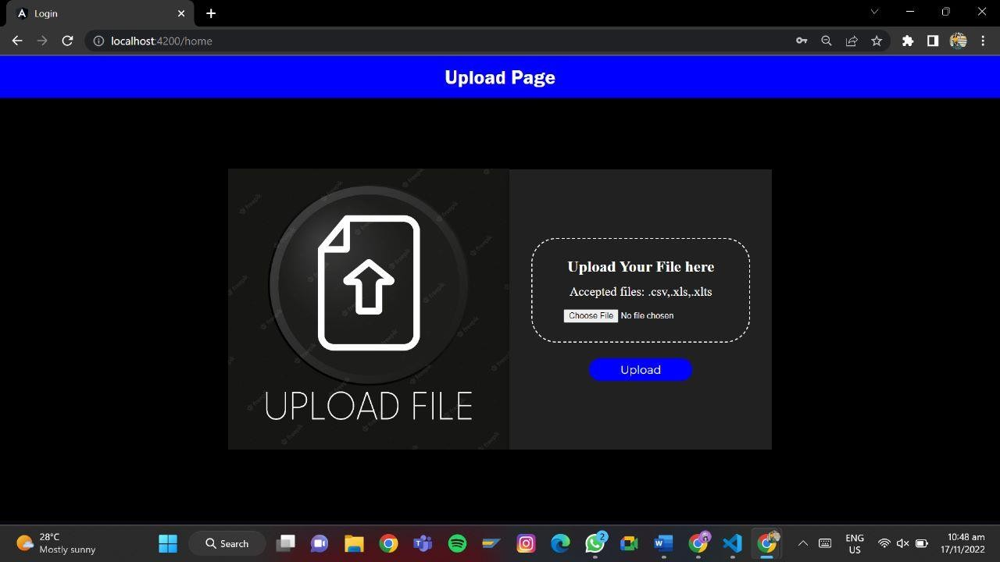 Login
localhost:4200/home
Upload Page
freepik
UPLOAD FILE
Upload Your File here
Accepted files: .csv,.xls,.xlts
Choose File No file chosen
Upload
28°C
Mostly sunny
Search
2
ENG
US
10:48 am
17/11/2022